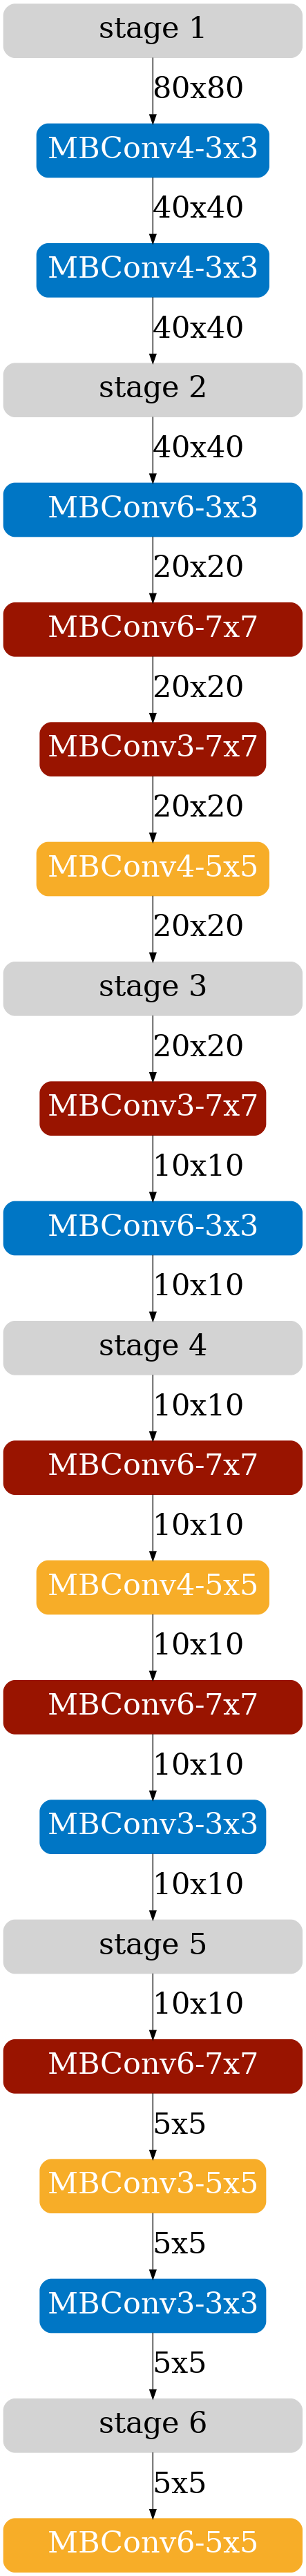 stage 1
80x80
MBConv4-3x3
40x40
MBConv4-3x3
40x40
stage 2
40x40
MBConv6-3x3
20x20
MBConv6-7x7
20x20
MBConv3-7x7
20x20
MBConv4-5x5
20x20
stage 3
20x20
MBConv3-7x7
10x10
MBConv6-3x3
10x10
stage 4
10x10
MBConv6-7x7
10x10
MBConv4-5x5
10x10
MBConv6-7x7
10x10
MBConv3-3x3
10x10
stage 5
10x10
MBConv6-7x7
5x5
MBConv3-5x5
5x5
MBConv3-3x3
5x5
stage 6
5x5
MBConv6-5x5